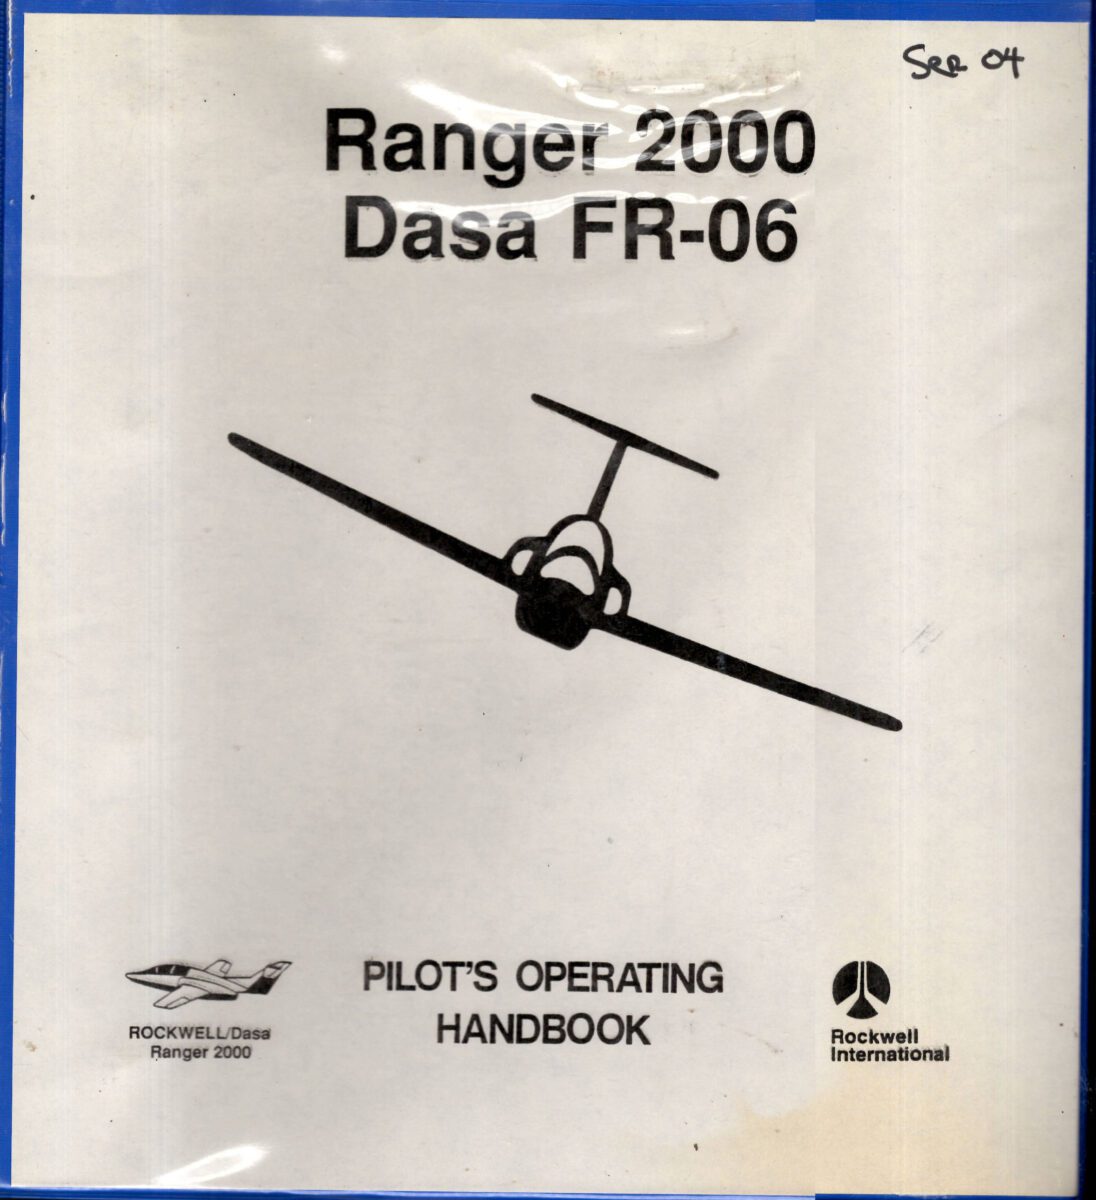 Ser 04
Ranger 2000
Dasa FR-06
PILOT'S OPERATING
HANDBOOK
ROCKWELL/Dasa
Ranger 2000
Rockwell
International